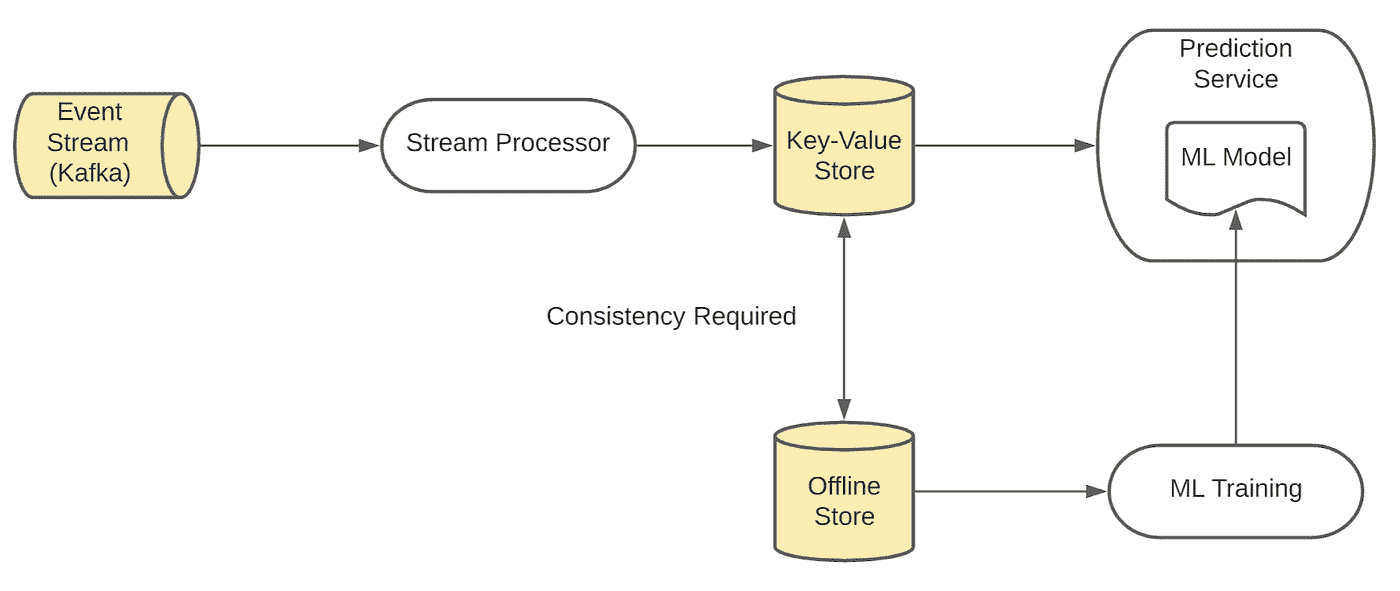 Event
Stream
(Kafka)
Stream Processor
Key-Value
Store
Prediction
Service
ML Model
Consistency Required
Offline
Store
ML Training